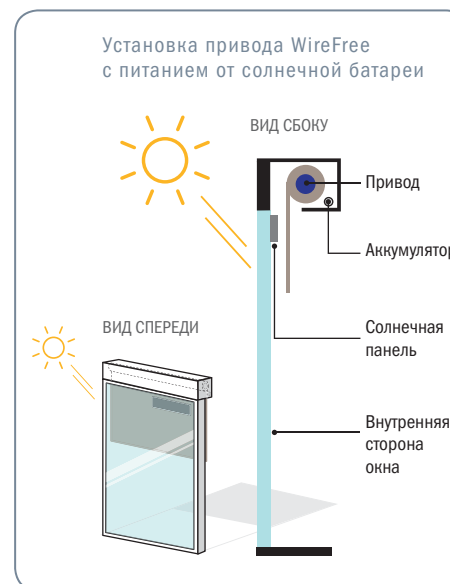 Установка привода WireFree
с питанием от солнечной батареи
ВИД СБОКУ
Привод
Аккумулятор
ВИД СПЕРЕДИ
Солнечная
панель
Внутренняя
сторона
окна